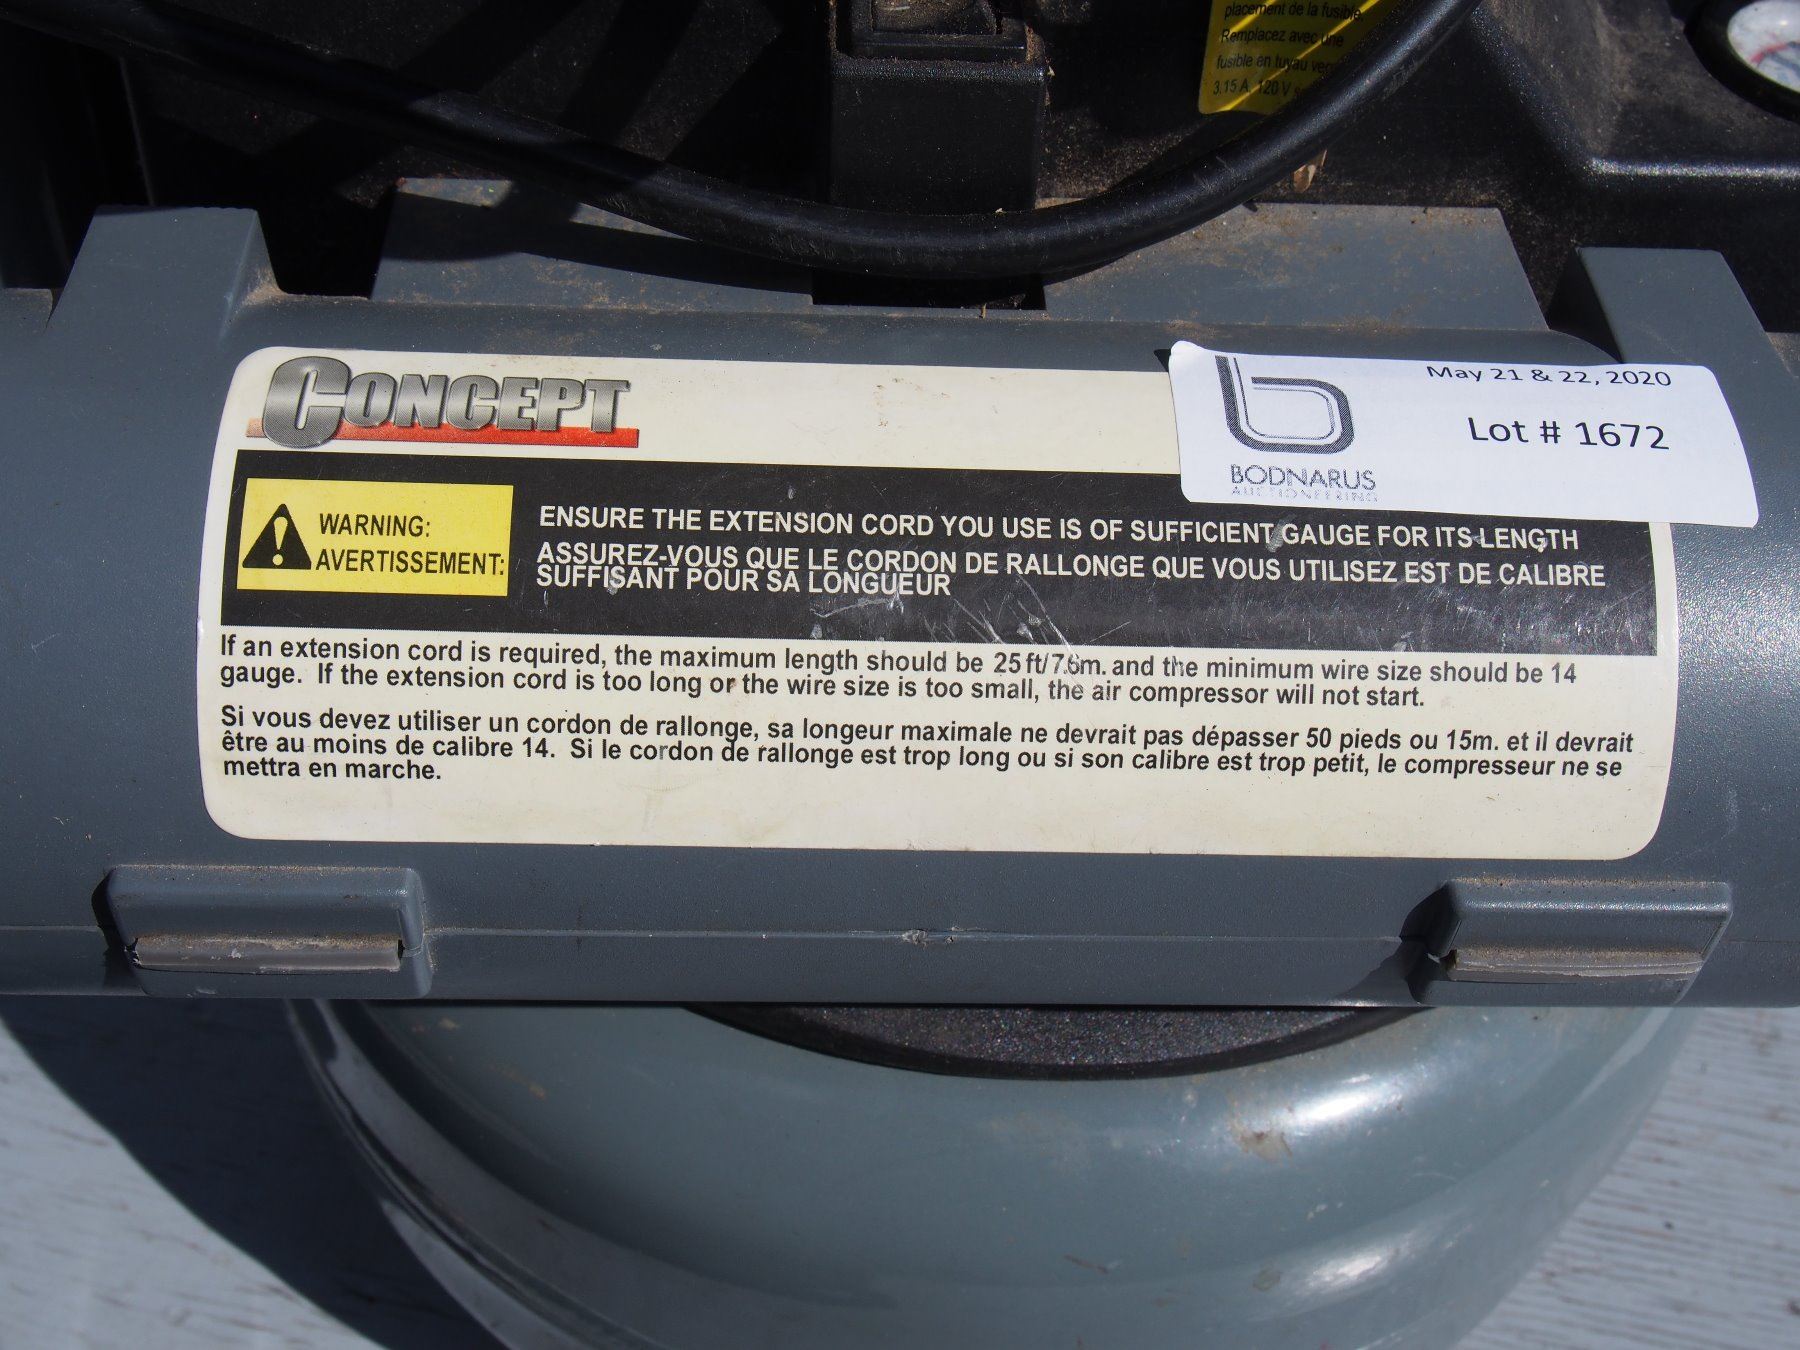 placement de la fusible.
Remplacez avec une
fusible en tuyau
3.15 A, 120 V
CONCEPT
May 21 & 22, 2020
Lot # 1672
BODNARUS
AUCTIONEERING
WARNING:
AVERTISSEMENT:
ENSURE THE EXTENSION CORD YOU USE IS OF SUFFICIENT GAUGE FOR ITS LENGTH
ASSUREZ-VOUS QUE LE CORDON DE RALLONGE QUE VOUS UTILISEZ EST DE CALIBRE
SUFFISANT POUR SA LONGUEUR
If an extension cord is required, the maximum length should be 25ft/7.6m. and the minimum wire size should be 14
gauge. If the extension cord is too long or the wire size is too small, the air compressor will not start.
Si vous devez utiliser un cordon de rallonge, sa longeur maximale ne devrait pas dépasser 50 pieds ou 15m. et il devrait
être au moins de calibre 14. Si le cordon de rallonge est trop long ou si son calibre est trop petit, le compresseur ne se
mettra en marche.